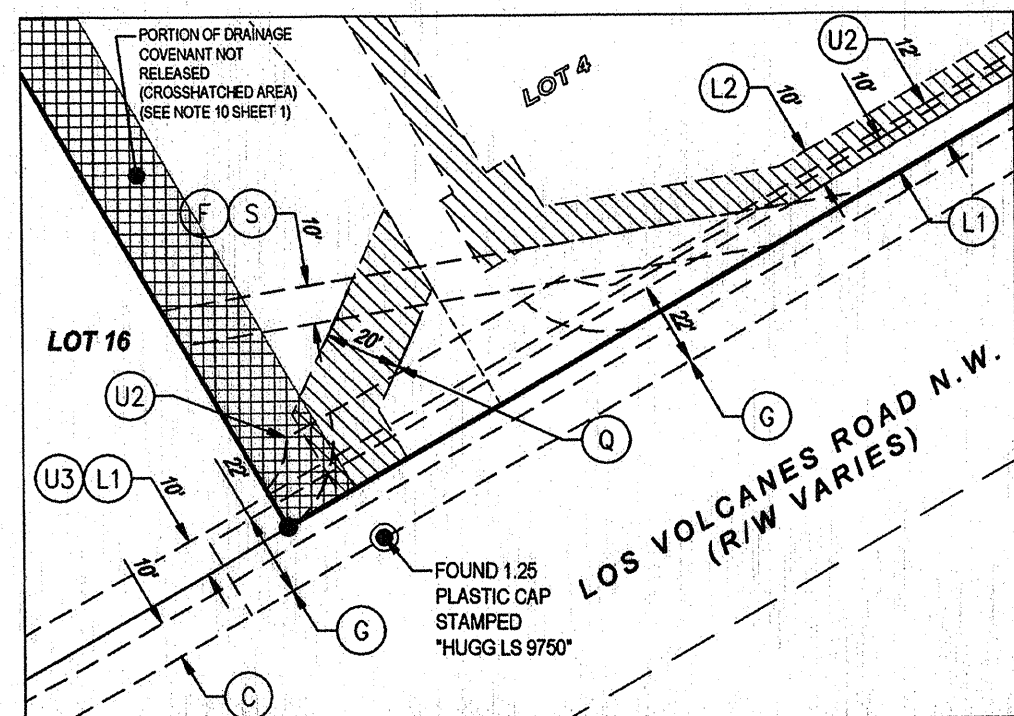 PORTION OF DRAINAGE
COVENANT NOT
RELEASED
(CROSSHATCHED AREA)
(SEE NOTE 10 SHEET 1)
LOT 4
U2
12'
L2
10'
10'
F S
10'
L1
LOT 16
20'
22'
U2
G
Q
U3 L1
22'
10'
10'
LOS VOLCANES ROAD N.W.
(R/W VARIES)
FOUND 1.25
PLASTIC CAP
STAMPED
"HUGG LS 9750"
G
C